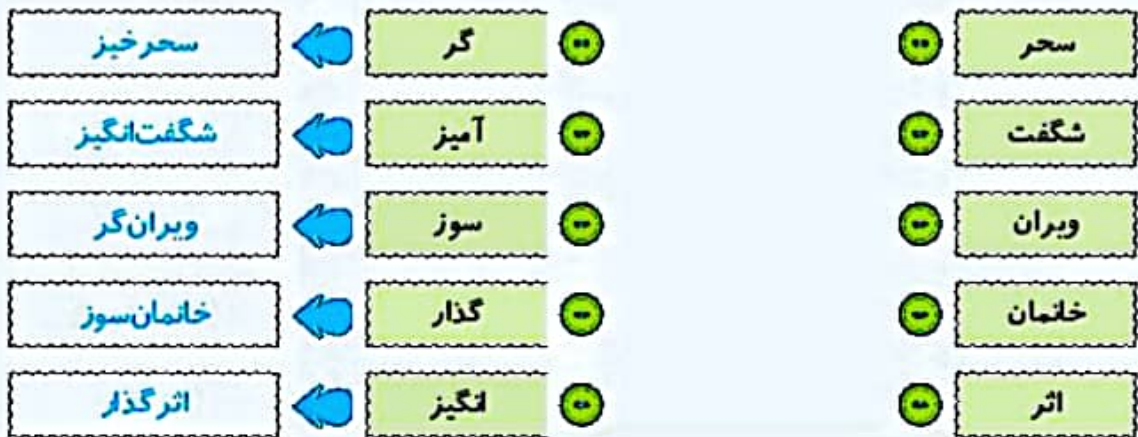 سحر گر سحرخیز
شگفت آمیز شگفت‌انگیز
ویران سوز ویران‌گر
خانمان گذار خانمان‌سوز
اثر انگیز اثرگذار